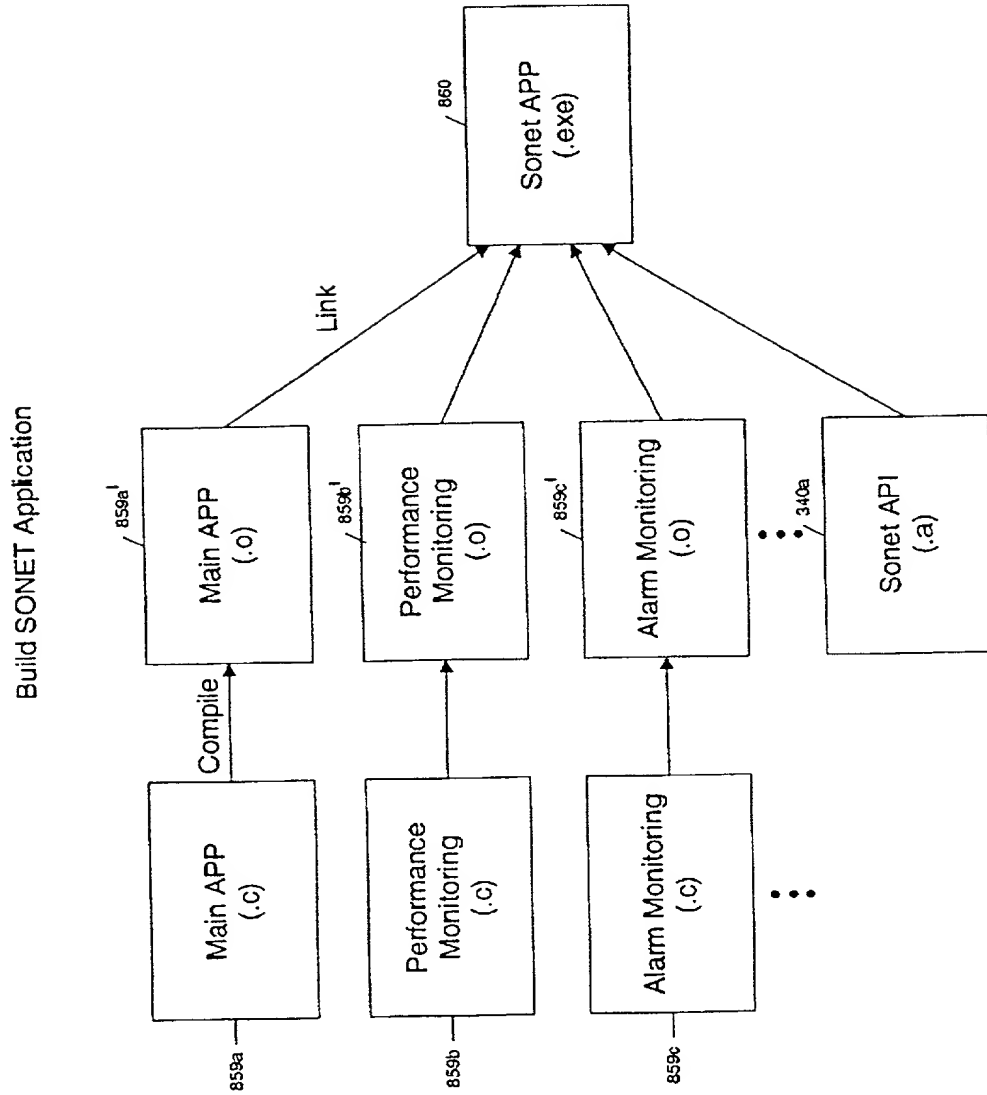 Build SONET Application
859a
Main APP
(.c)
Compile
859a'
Main APP
(.o)
Link
859b
Performance
Monitoring
(.c)
859b'
Performance
Monitoring
(.o)
859c
Alarm Monitoring
(.c)
859c'
Alarm Monitoring
(.o)
340a
Sonet API
(.a)
860
Sonet APP
(.exe)